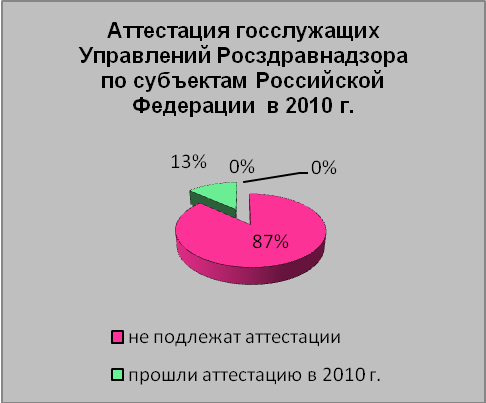 Аттестация госслужащих
Управлений Росздравнадзора
по субъектам Российской
Федерации в 2010 г.
13%
0%
0%
87%
не подлежат аттестации
прошли аттестацию в 2010 г.